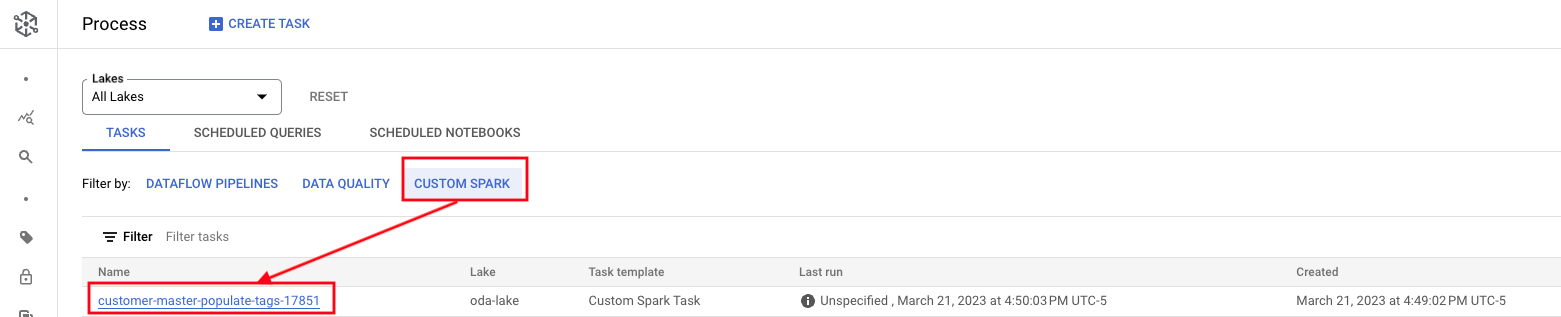 Process CREATE TASK
Lakes
All Lakes RESET
TASKS SCHEDULED QUERIES SCHEDULED NOTEBOOKS
Filter by: DATAFLOW PIPELINES DATA QUALITY CUSTOM SPARK
Filter Filter tasks
Name Lake Task template Last run Created
customer-master-populate-tags-17851 oda-lake Custom Spark Task Unspecified , March 21, 2023 at 4:50:03 PM UTC-5 March 21, 2023 at 4:49:02 PM UTC-5